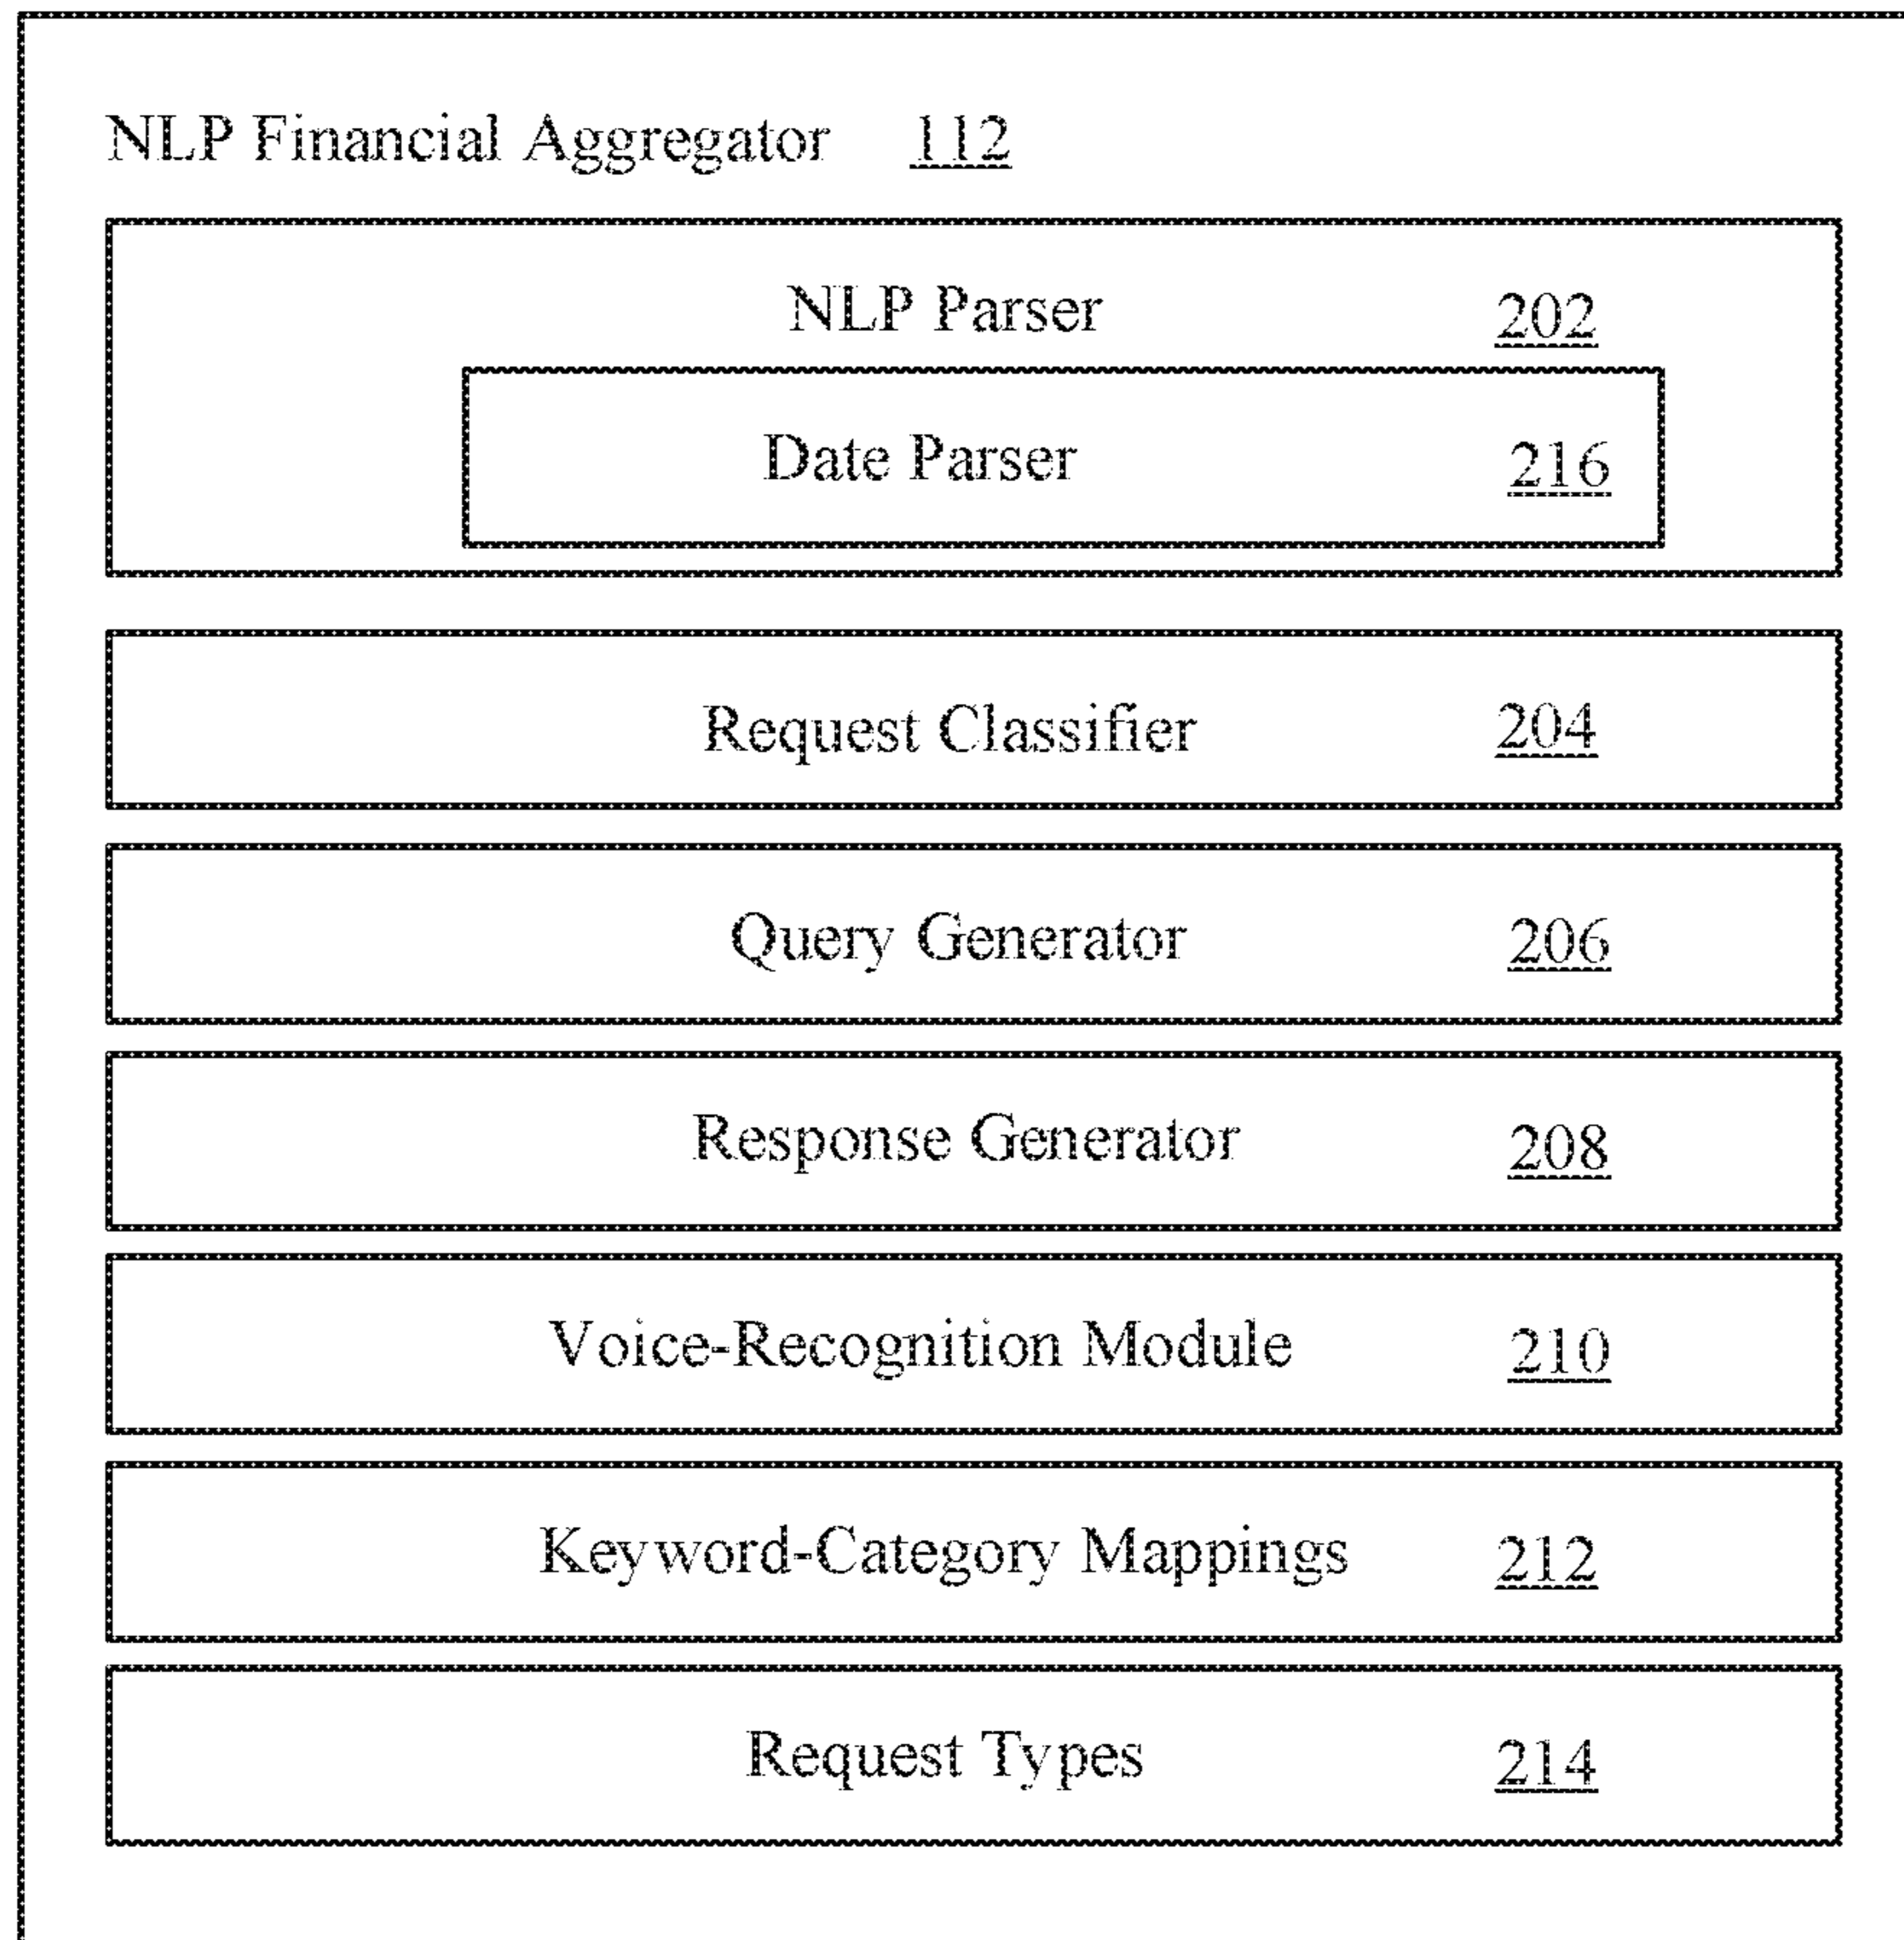 NLP Financial Aggregator 112
NLP Parser 202
Date Parser 216
Request Classifier 204
Query Generator 206
Response Generator 208
Voice-Recognition Module 210
Keyword-Category Mappings 212
Request Types 214